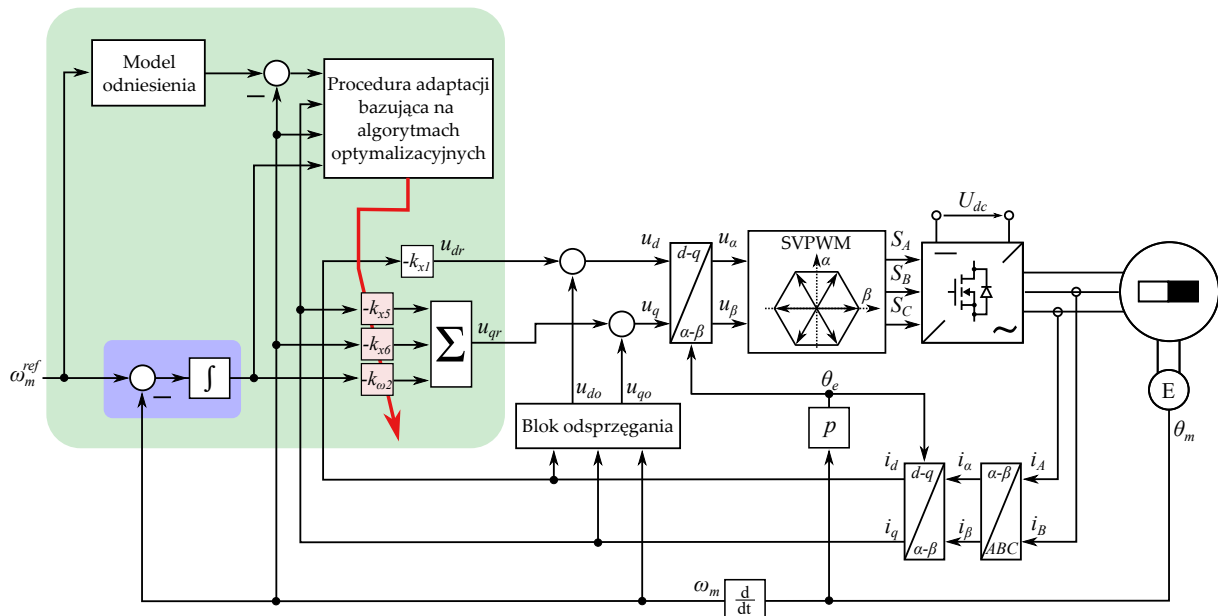 Model
odniesienia
Procedura adaptacji
bazująca na
algorytmach
optymalizacyjnych
U_dc
-k_x1
u_dr
u_d
d-q
u_α
SVPWM
α
S_A
-k_x5
β
S_B
u_qr
u_q
α-β
u_β
S_C
Σ
-k_x6
-k_ω2
ω_m^ref
∫
u_do
u_qo
θ_e
E
Blok odsprzęgania
p
θ_m
i_d
d-q
i_α
α-β
i_A
i_q
α-β
i_β
ABC
i_B
ω_m
d
dt